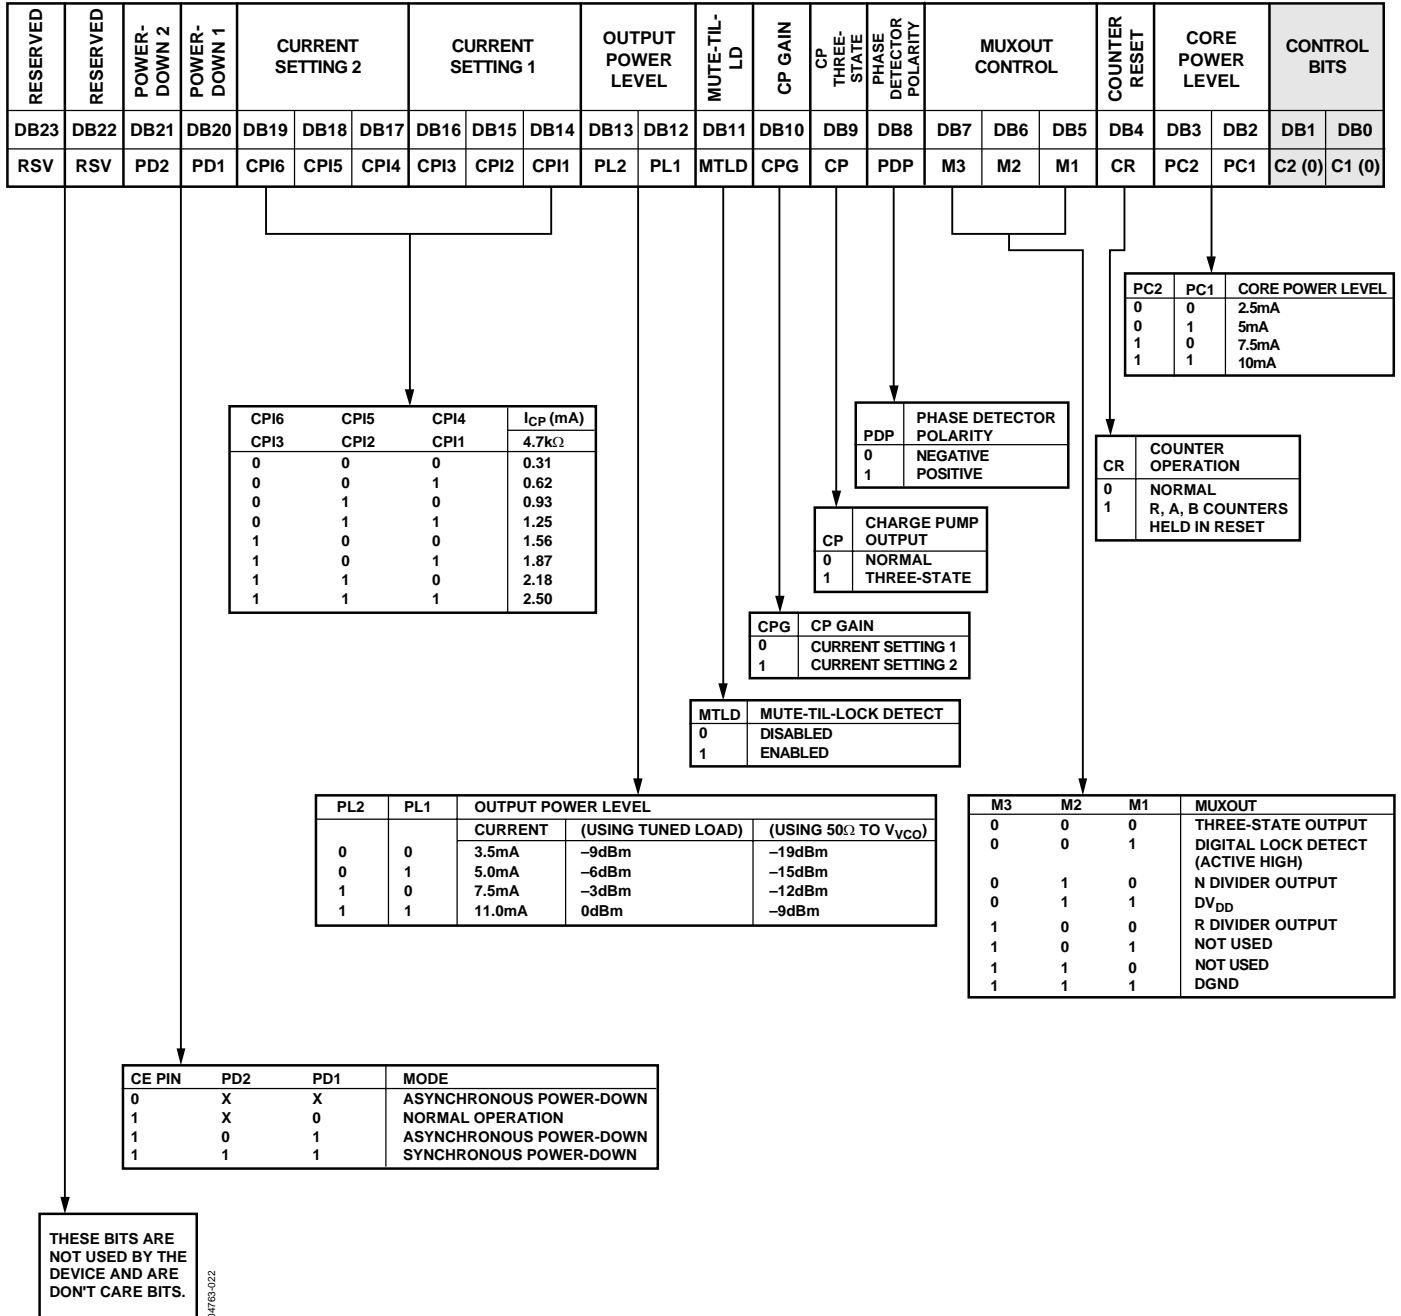 RESERVED
RESERVED
POWER-
DOWN 2
POWER-
DOWN 1
CURRENT
SETTING 2
CURRENT
SETTING 1
OUTPUT
POWER
LEVEL
MUTE-TIL-
LD
CP GAIN
CP
THREE-
STATE
PHASE
DETECTOR
POLARITY
MUXOUT
CONTROL
COUNTER
RESET
CORE
POWER
LEVEL
CONTROL
BITS
DB23 DB22 DB21 DB20 DB19 DB18 DB17 DB16 DB15 DB14 DB13 DB12 DB11 DB10 DB9 DB8 DB7 DB6 DB5 DB4 DB3 DB2 DB1 DB0
RSV RSV PD2 PD1 CPI6 CPI5 CPI4 CPI3 CPI2 CPI1 PL2 PL1 MTLD CPG CP PDP M3 M2 M1 CR PC2 PC1 C2 (0) C1 (0)
PC2 PC1 CORE POWER LEVEL
0 0 2.5mA
0 1 5mA
1 0 7.5mA
1 1 10mA
CPI6 CPI5 CPI4 ICP (mA)
CPI3 CPI2 CPI1 4.7kΩ
0 0 0 0.31
0 0 1 0.62
0 1 0 0.93
0 1 1 1.25
1 0 0 1.56
1 0 1 1.87
1 1 0 2.18
1 1 1 2.50
PHASE DETECTOR
PDP POLARITY
0 NEGATIVE
1 POSITIVE
COUNTER
CR OPERATION
0 NORMAL
1 R, A, B COUNTERS
HELD IN RESET
CHARGE PUMP
CP OUTPUT
0 NORMAL
1 THREE-STATE
CPG CP GAIN
0 CURRENT SETTING 1
1 CURRENT SETTING 2
MTLD MUTE-TIL-LOCK DETECT
0 DISABLED
1 ENABLED
PL2 PL1 OUTPUT POWER LEVEL
CURRENT (USING TUNED LOAD) (USING 50Ω TO VVCO)
0 0 3.5mA –9dBm –19dBm
0 1 5.0mA –6dBm –15dBm
1 0 7.5mA –3dBm –12dBm
1 1 11.0mA 0dBm –9dBm
M3 M2 M1 MUXOUT
0 0 0 THREE-STATE OUTPUT
0 0 1 DIGITAL LOCK DETECT
(ACTIVE HIGH)
0 1 0 N DIVIDER OUTPUT
0 1 1 DVDD
1 0 0 R DIVIDER OUTPUT
1 0 1 NOT USED
1 1 0 NOT USED
1 1 1 DGND
CE PIN PD2 PD1 MODE
0 X X ASYNCHRONOUS POWER-DOWN
1 X 0 NORMAL OPERATION
1 0 1 ASYNCHRONOUS POWER-DOWN
1 1 1 SYNCHRONOUS POWER-DOWN
THESE BITS ARE
NOT USED BY THE
DEVICE AND ARE
DON'T CARE BITS.
04763-022